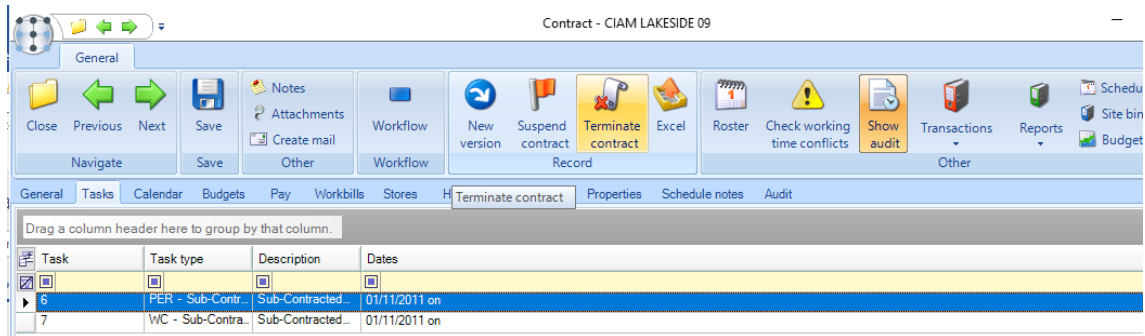 Contract - CIAM LAKESIDE 09
General
Close
Previous
Next
Save
Notes
Attachments
Create mail
Workflow
New version
Suspend contract
Terminate contract
Excel
Roster
Check working time conflicts
Show audit
Transactions
Reports
Schedu
Site bin
Budget
Navigate
Save
Other
Workflow
Record
Other
General Tasks Calendar Budgets Pay Workbills Stores H Terminate contract Properties Schedule notes Audit
Drag a column header here to group by that column.
Task Task type Description Dates
6 PER - Sub-Contr... Sub-Contracted... 01/11/2011 on
7 WC - Sub-Contra... Sub-Contracted... 01/11/2011 on